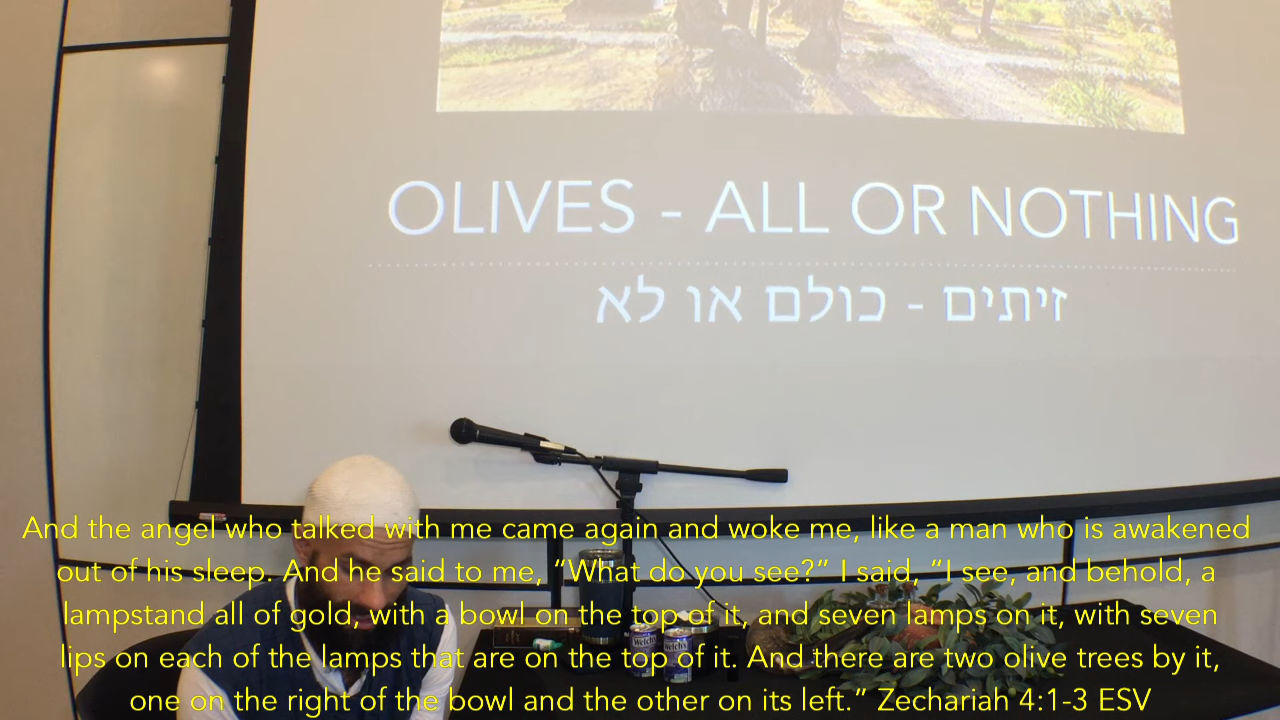 OLIVES - ALL OR NOTHING
זיתים - כולם או לא
And the angel who talked with me came again and woke me, like a man who is awakened
out of his sleep. And he said to me, “What do you see?” I said, “I see, and behold, a
lampstand all of gold, with a bowl on the top of it, and seven lamps on it, with seven
lips on each of the lamps that are on the top of it. And there are two olive trees by it,
one on the right of the bowl and the other on its left.” Zechariah 4:1-3 ESV
Welch's
Welch's